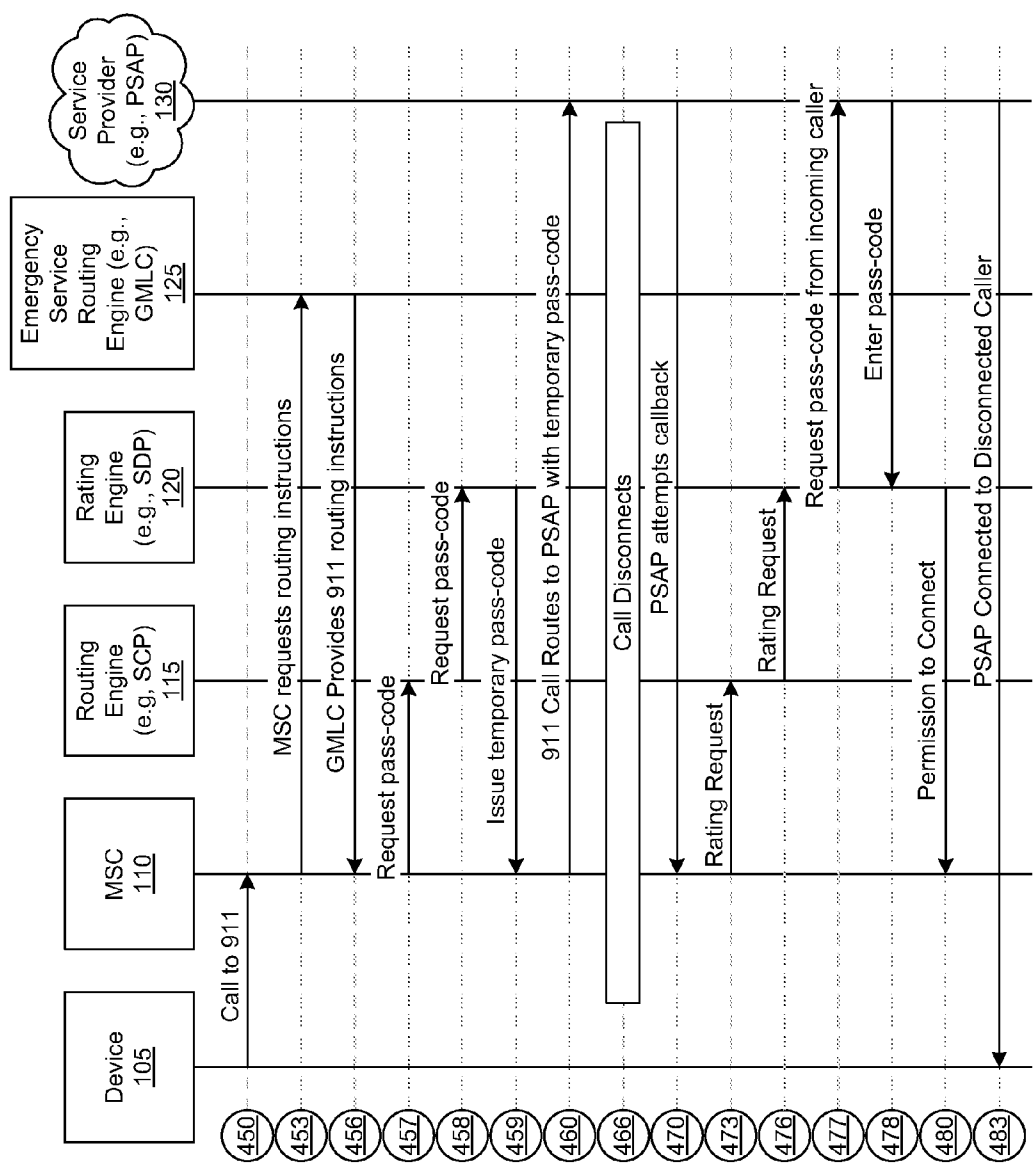 Device
105
MSC
110
Routing
Engine
(e.g, SCP)
115
Rating
Engine
(e.g., SDP)
120
Emergency
Service
Routing
Engine (e.g.,
GMLC)
125
Service
Provider
(e.g., PSAP)
130
450
Call to 911
453
MSC requests routing instructions
456
GMLC Provides 911 routing instructions
457
Request pass-code
458
Request pass-code
459
Issue temporary pass-code
460
911 Call Routes to PSAP with temporary pass-code
466
Call Disconnects
470
PSAP attempts callback
473
Rating Request
476
Rating Request
477
Request pass-code from incoming caller
478
Enter pass-code
480
Permission to Connect
483
PSAP Connected to Disconnected Caller